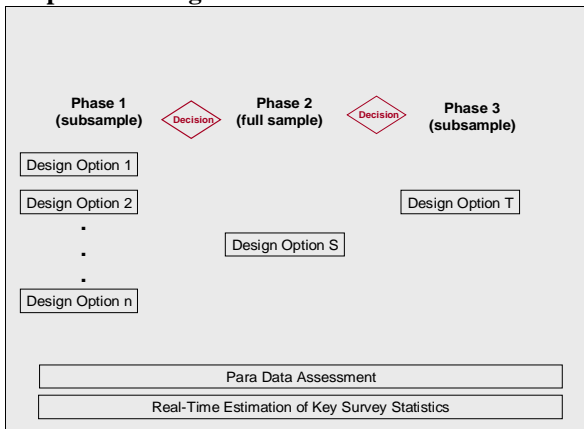 Phase 1
(subsample)
Decision
Phase 2
(full sample)
Decision
Phase 3
(subsample)
Design Option 1
Design Option 2
.
.
.
Design Option n
Design Option S
Design Option T
Para Data Assessment
Real-Time Estimation of Key Survey Statistics